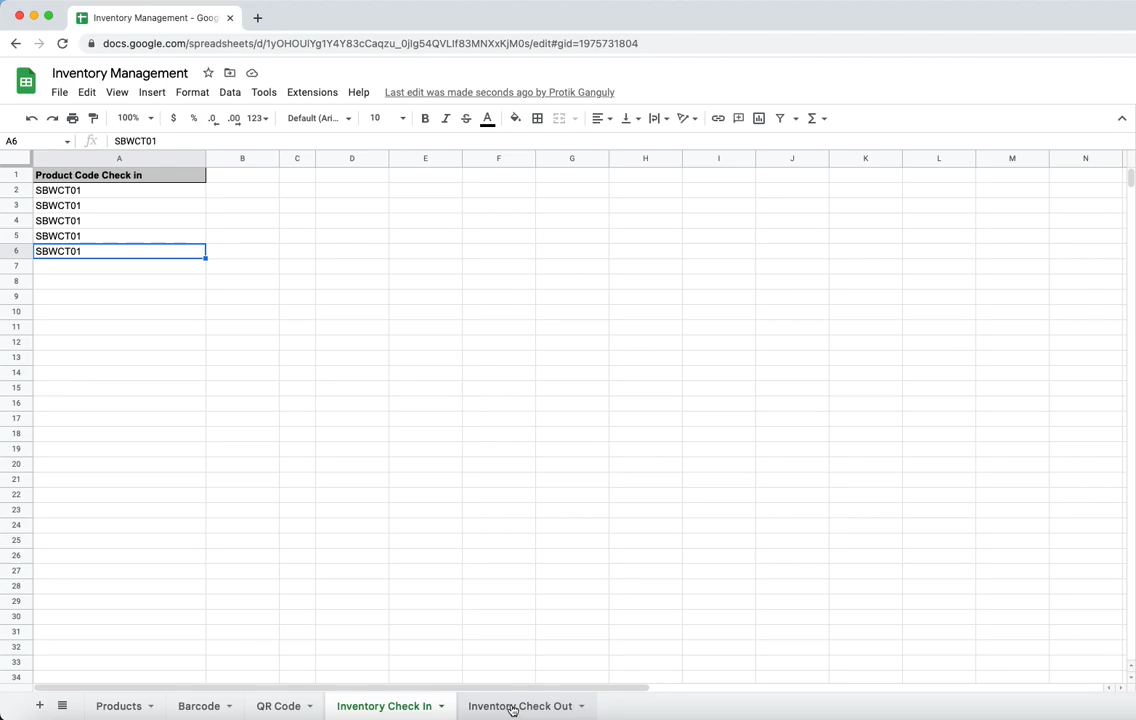 Inventory Management - Goog
docs.google.com/spreadsheets/d/1yOHOUlYg1Y4Y83cCaqzu_0jIg54QVLIf83MNXxKjM0s/edit#gid=1975731804
Inventory Management
File Edit View Insert Format Data Tools Extensions Help Last edit was made seconds ago by Protik Ganguly
100% $ % .0 .00 123 Default (Ari... 10 B I S A
A6 fx SBWCT01
A B C D E F G H I J K L M N
1 Product Code Check in
2 SBWCT01
3 SBWCT01
4 SBWCT01
5 SBWCT01
6 SBWCT01
7
8
9
10
11
12
13
14
15
16
17
18
19
20
21
22
23
24
25
26
27
28
29
30
31
32
33
34
Products Barcode QR Code Inventory Check In Inventory Check Out